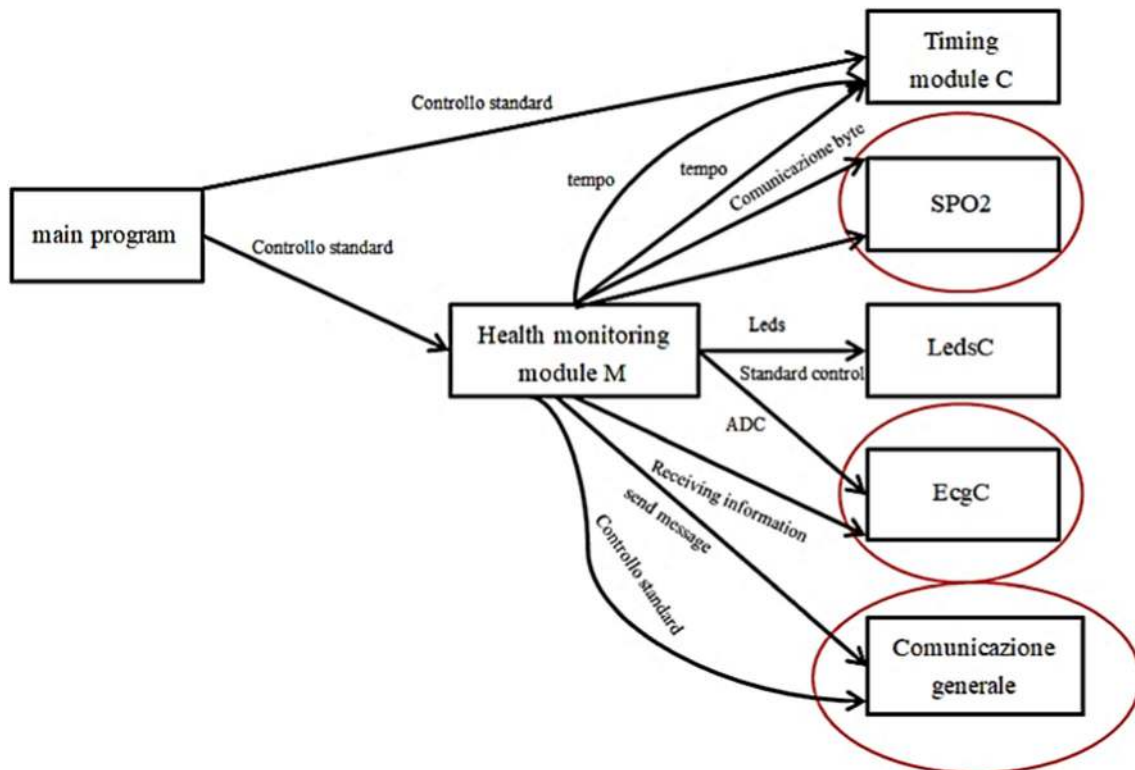 Timing
module C
Controllo standard
tempo
tempo
Comunicazione byte
SPO2
main program
Controllo standard
Health monitoring
module M
Leds
LedsC
Standard control
ADC
EcgC
Receiving information
send message
Controllo standard
Comunicazione
generale